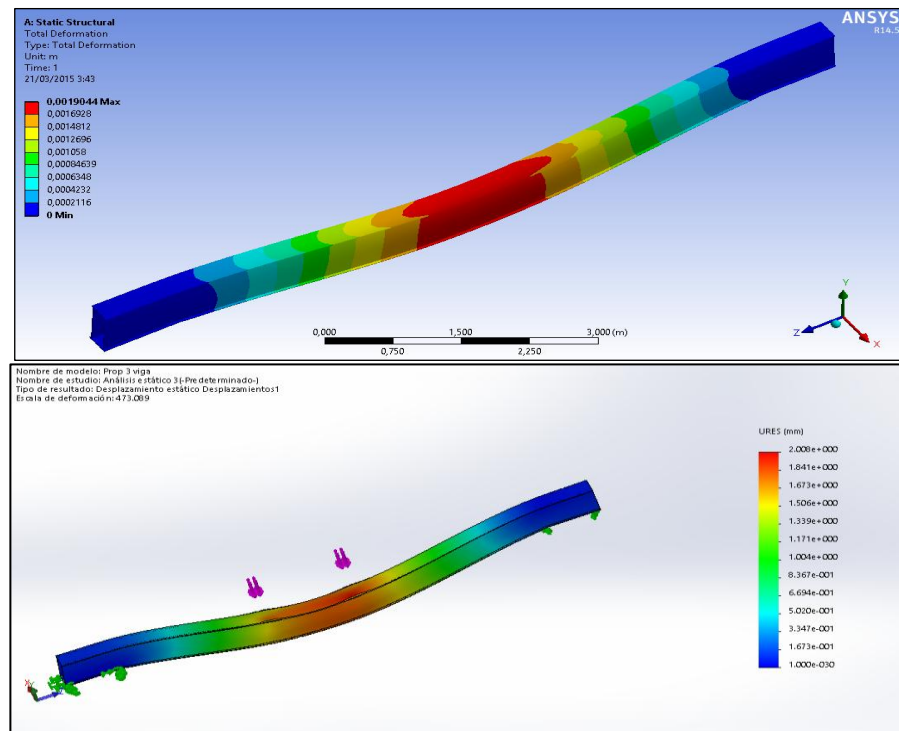 A: Static Structural
Total Deformation
Type: Total Deformation
Unit: m
Time: 1
21/03/2015 3:43
ANSYS
R14.5
0,0019044 Max
0,0016928
0,0014812
0,0012696
0,001058
0,00084639
0,0006348
0,0004232
0,0002116
0 Min
0,000
1,500
3,000 (m)
0,750
2,250
Y
Z
X
Nombre de modelo: Prop 3 viga
Nombre de estudio: Análisis estático 3(-Predeterminado-)
Tipo de resultado: Desplazamiento estático Desplazamientos1
Escala de deformación: 473.089
URES (mm)
2.008e+000
1.841e+000
1.673e+000
1.506e+000
1.339e+000
1.171e+000
1.004e+000
8.367e-001
6.694e-001
5.020e-001
3.347e-001
1.673e-001
1.000e-030